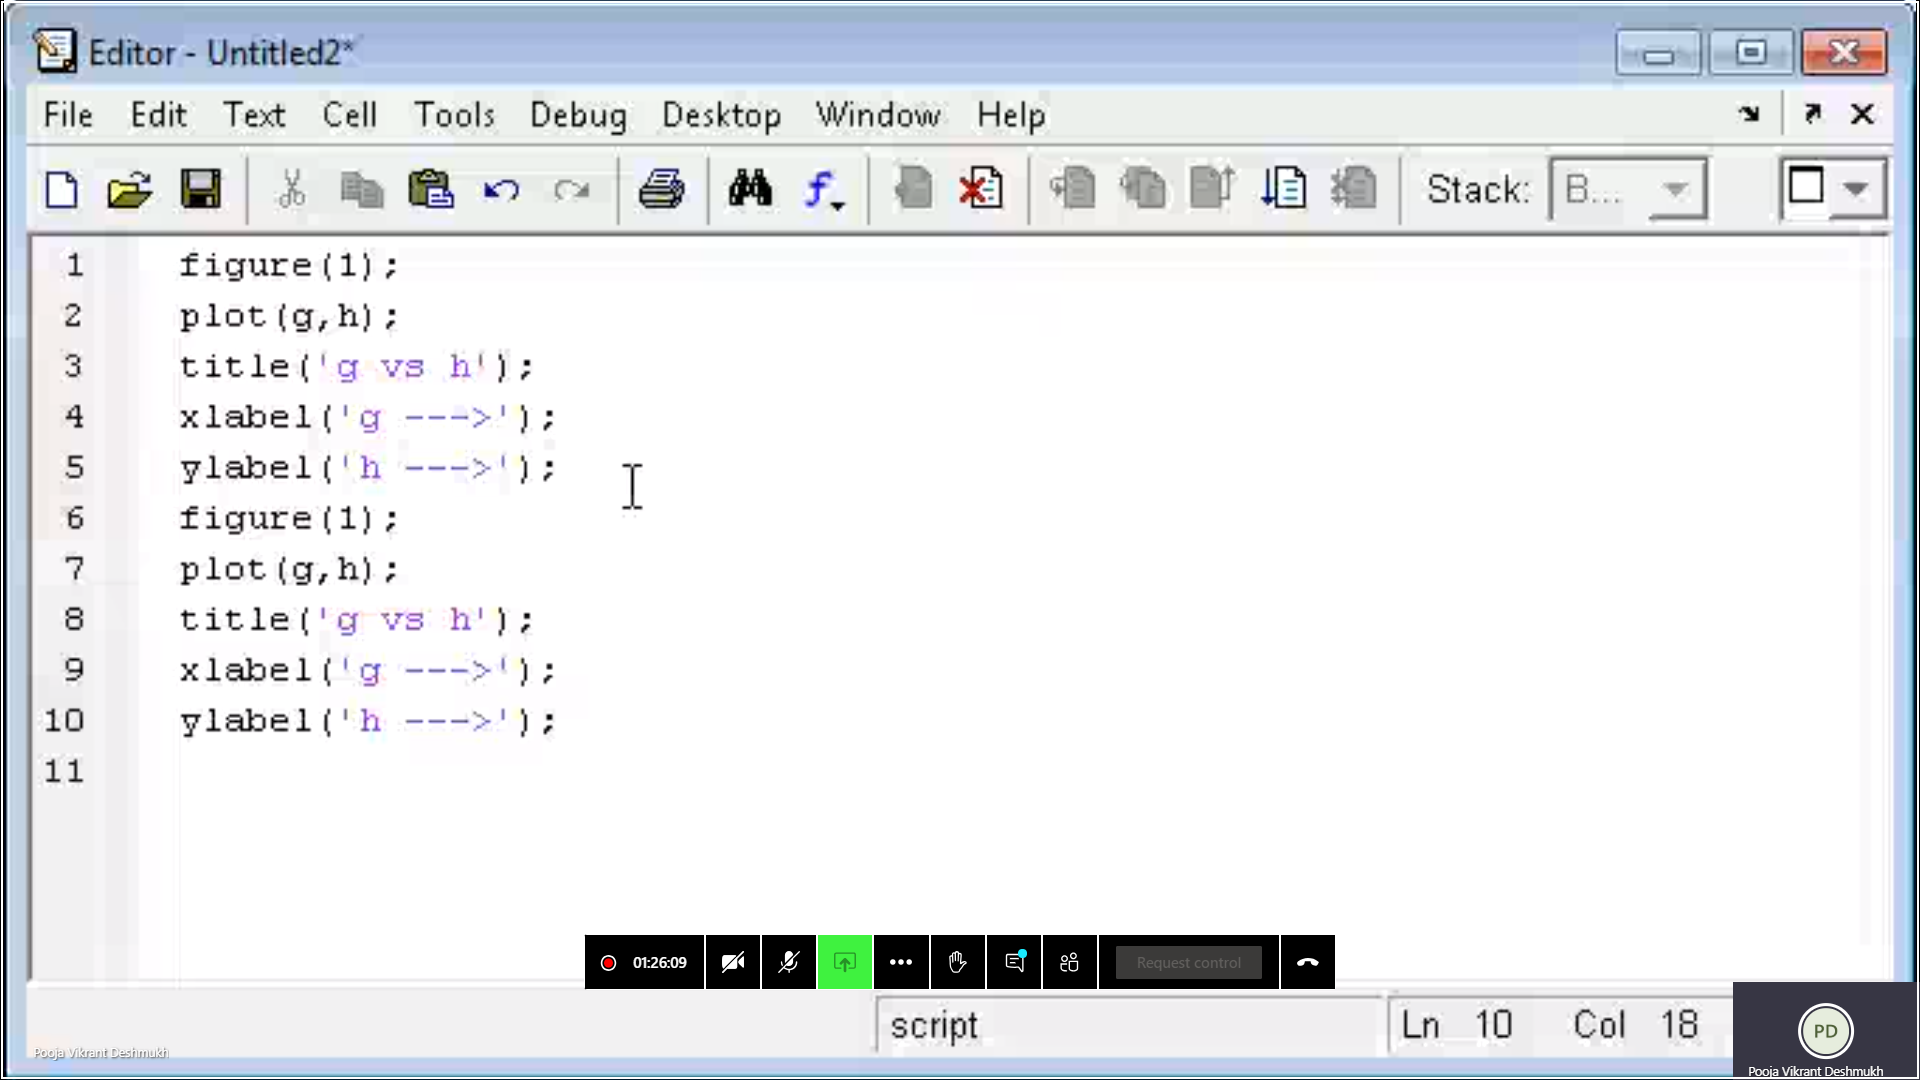 Editor - Untitled2*
File Edit Text Cell Tools Debug Desktop Window Help
Stack: B...
1 figure(1);
2 plot(g,h);
3 title('g vs h');
4 xlabel('g --->');
5 ylabel('h --->');
6 figure(1);
7 plot(g,h);
8 title('g vs h');
9 xlabel('g --->');
10 ylabel('h --->');
11
01:26:09 Request control
script Ln 10 Col 18
PD
Pooja Vikrant Deshmukh
Pooja Vikrant Deshmukh